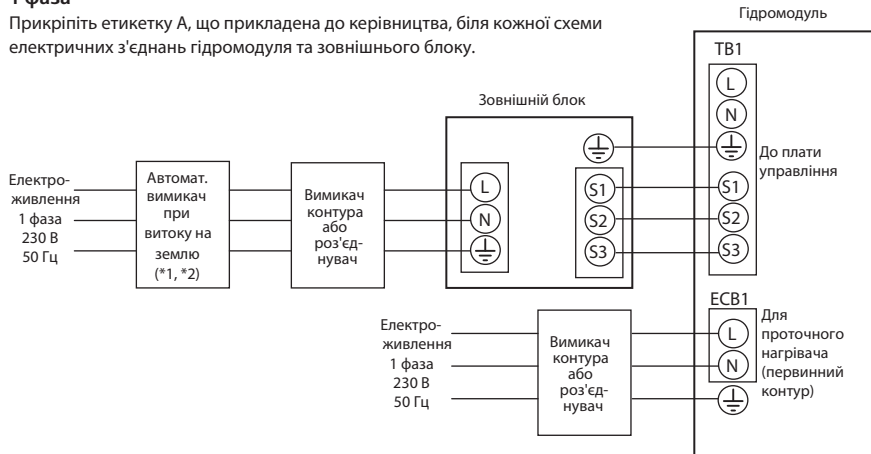 1 фаза
Прикріпіть етикетку А, що прикладена до керівництва, біля кожної схеми
електричних з'єднань гідромодуля та зовнішнього блоку.
Гідромодуль
TB1
L
N
До плати
управління
S1
S2
S3
Зовнішній блок
L
N
S1
S2
S3
Електро-
живлення
1 фаза
230 В
50 Гц
Автомат.
вимикач
при
витоку на
землю
(*1, *2)
Вимикач
контура
або
роз'єд-
нувач
ECB1
L
N
Для
проточного
нагрівача
(первинний
контур)
Електро-
живлення
1 фаза
230 В
50 Гц
Вимикач
контура
або
роз'єд-
нувач